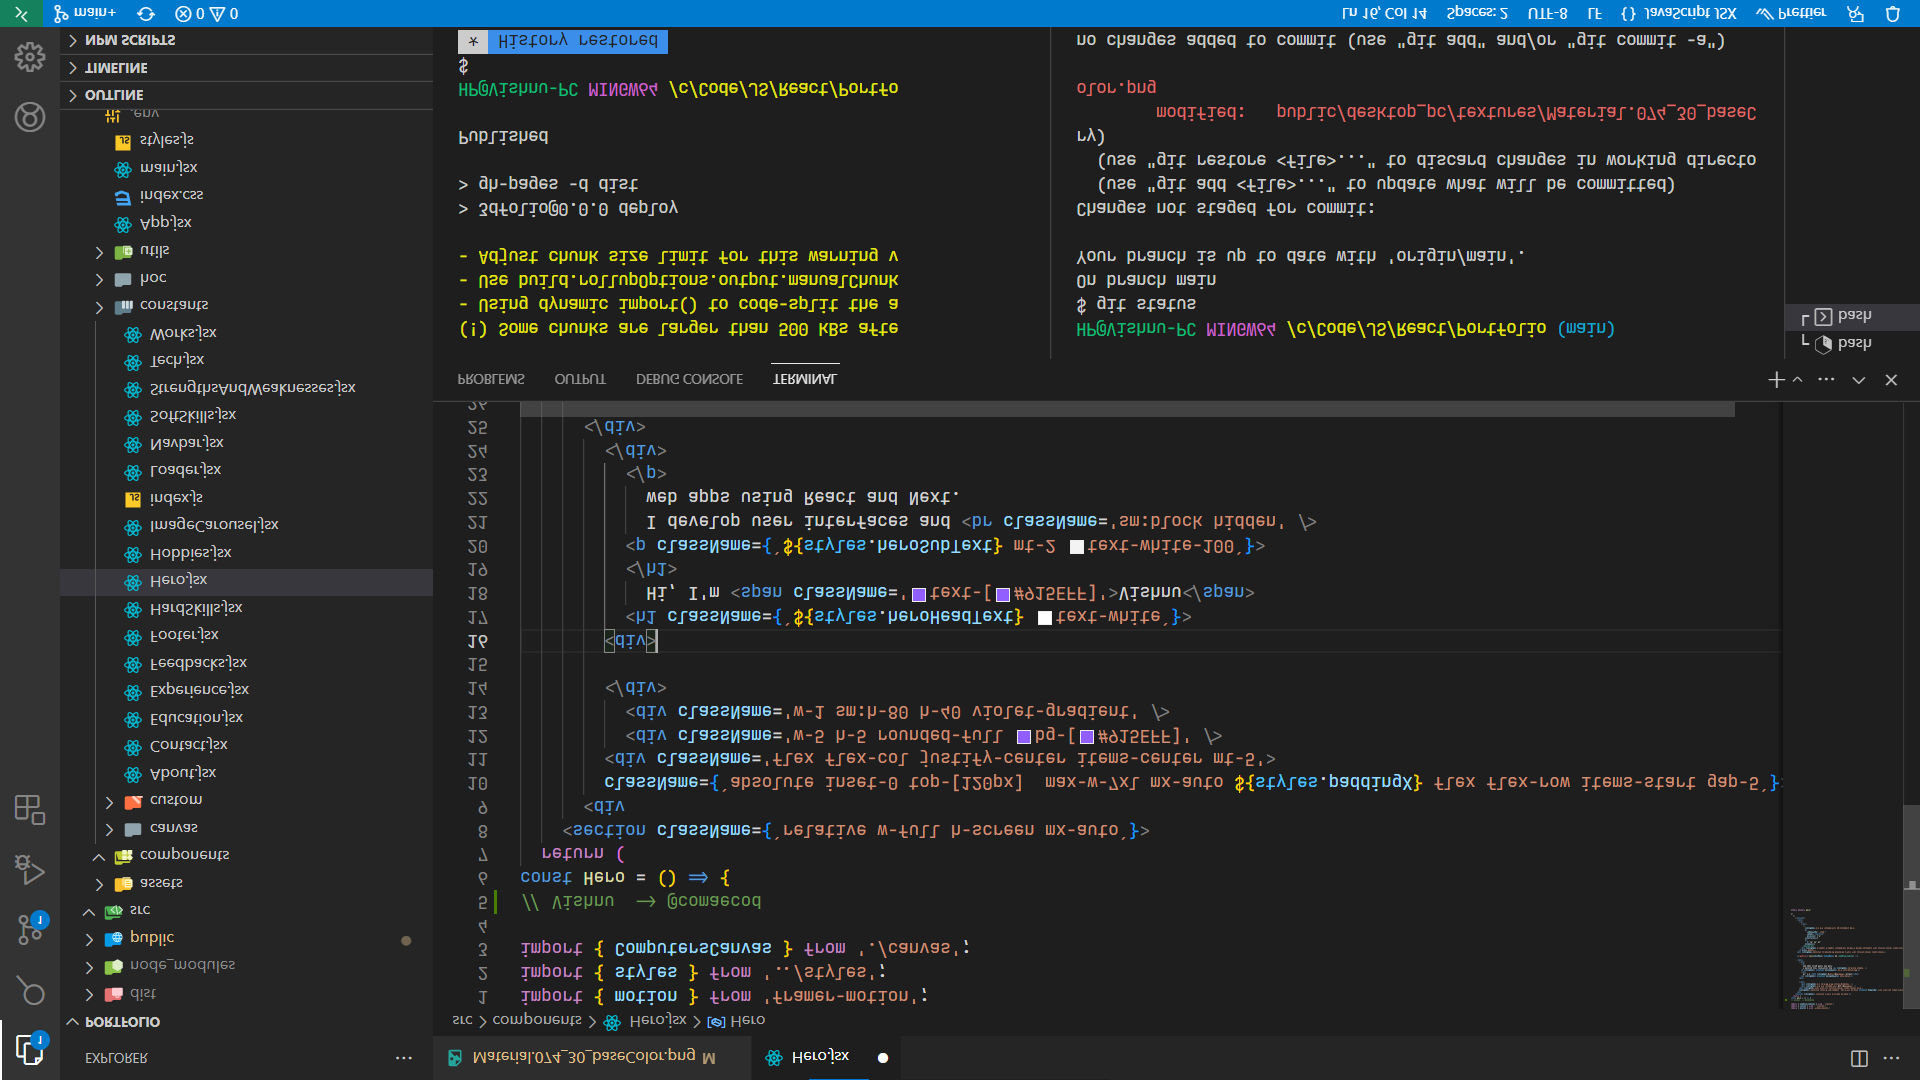 EXPLORER
PORTFOLIO
dist
node_modules
public
src
assets
components
canvas
custom
About.jsx
Contact.jsx
Education.jsx
Experience.jsx
Feedbacks.jsx
Footer.jsx
HardSkills.jsx
Hero.jsx
Hobbies.jsx
ImageCarousel.jsx
index.js
Loader.jsx
Navbar.jsx
SoftSkills.jsx
StrengthsAndWeaknesses.jsx
Tech.jsx
Works.jsx
constants
hoc
utils
App.jsx
index.css
main.jsx
styles.js
.env
OUTLINE
TIMELINE
NPM SCRIPTS
1
1
Material.074_30_baseColor.png M
Hero.jsx
src > components > Hero.jsx > Hero
1 import { motion } from 'framer-motion';
2 import { styles } from '../styles';
3 import { ComputersCanvas } from './canvas';
4
5 // Vishnu -> @comaecod
6 const Hero = () => {
7 return (
8 <section className={`relative w-full h-screen mx-auto`}>
9 <div
10 className={`absolute inset-0 top-[120px]  max-w-7xl mx-auto ${styles.paddingX} flex flex-row items-start gap-5`}>
11 <div className='flex flex-col justify-center items-center mt-5'>
12 <div className='w-5 h-5 rounded-full bg-[#915EFF]' />
13 <div className='w-1 sm:h-80 h-40 violet-gradient' />
14 </div>
15
16 <div>
17 <h1 className={`${styles.heroHeadText} text-white`}>
18 Hi, I'm <span className='text-[#915EFF]'>Vishnu</span>
19 </h1>
20 <p className={`${styles.heroSubText} mt-2 text-white-100`}>
21 I develop user interfaces and <br className='sm:block hidden' />
22 web apps using React and Next.
23 </p>
24 </div>
25 </div>
26
PROBLEMS OUTPUT DEBUG CONSOLE TERMINAL
(!) Some chunks are larger than 500 kBs afte
- Using dynamic import() to code-split the a
- Use build.rollupOptions.output.manualChunk
- Adjust chunk size limit for this warning v
> 3dfolio@0.0.0 deploy
> gh-pages -d dist
Published
HP@Vishnu-PC MINGW64 /c/Code/JS/React/Portfo
$
* History restored
HP@Vishnu-PC MINGW64 /c/Code/JS/React/Portfolio (main)
$ git status
On branch main
Your branch is up to date with 'origin/main'.
Changes not staged for commit:
(use "git add <file>..." to update what will be committed)
(use "git restore <file>..." to discard changes in working directo
ry)
modified:   public/desktop_pc/textures/Material.074_30_baseC
olor.png
no changes added to commit (use "git add" and/or "git commit -a")
bash
bash
main+ 0 0 Ln 16, Col 14 Spaces: 2 UTF-8 LF {} JavaScript JSX Prettier